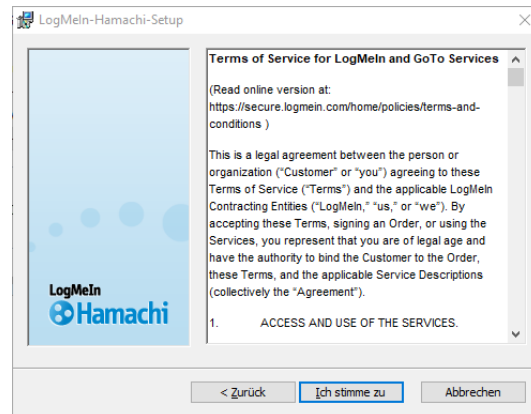 LogMeIn-Hamachi-Setup
Terms of Service for LogMeIn and GoTo Services
(Read online version at:
https://secure.logmein.com/home/policies/terms-and-
conditions )
This is a legal agreement between the person or
organization (“Customer” or “you”) agreeing to these
Terms of Service (“Terms”) and the applicable LogMeIn
Contracting Entities (“LogMeIn,” “us,” or “we”). By
accepting these Terms, signing an Order, or using the
Services, you represent that you are of legal age and
have the authority to bind the Customer to the Order,
these Terms, and the applicable Service Descriptions
(collectively the “Agreement”).
1. ACCESS AND USE OF THE SERVICES.
LogMeIn
Hamachi
< Zurück
Ich stimme zu
Abbrechen